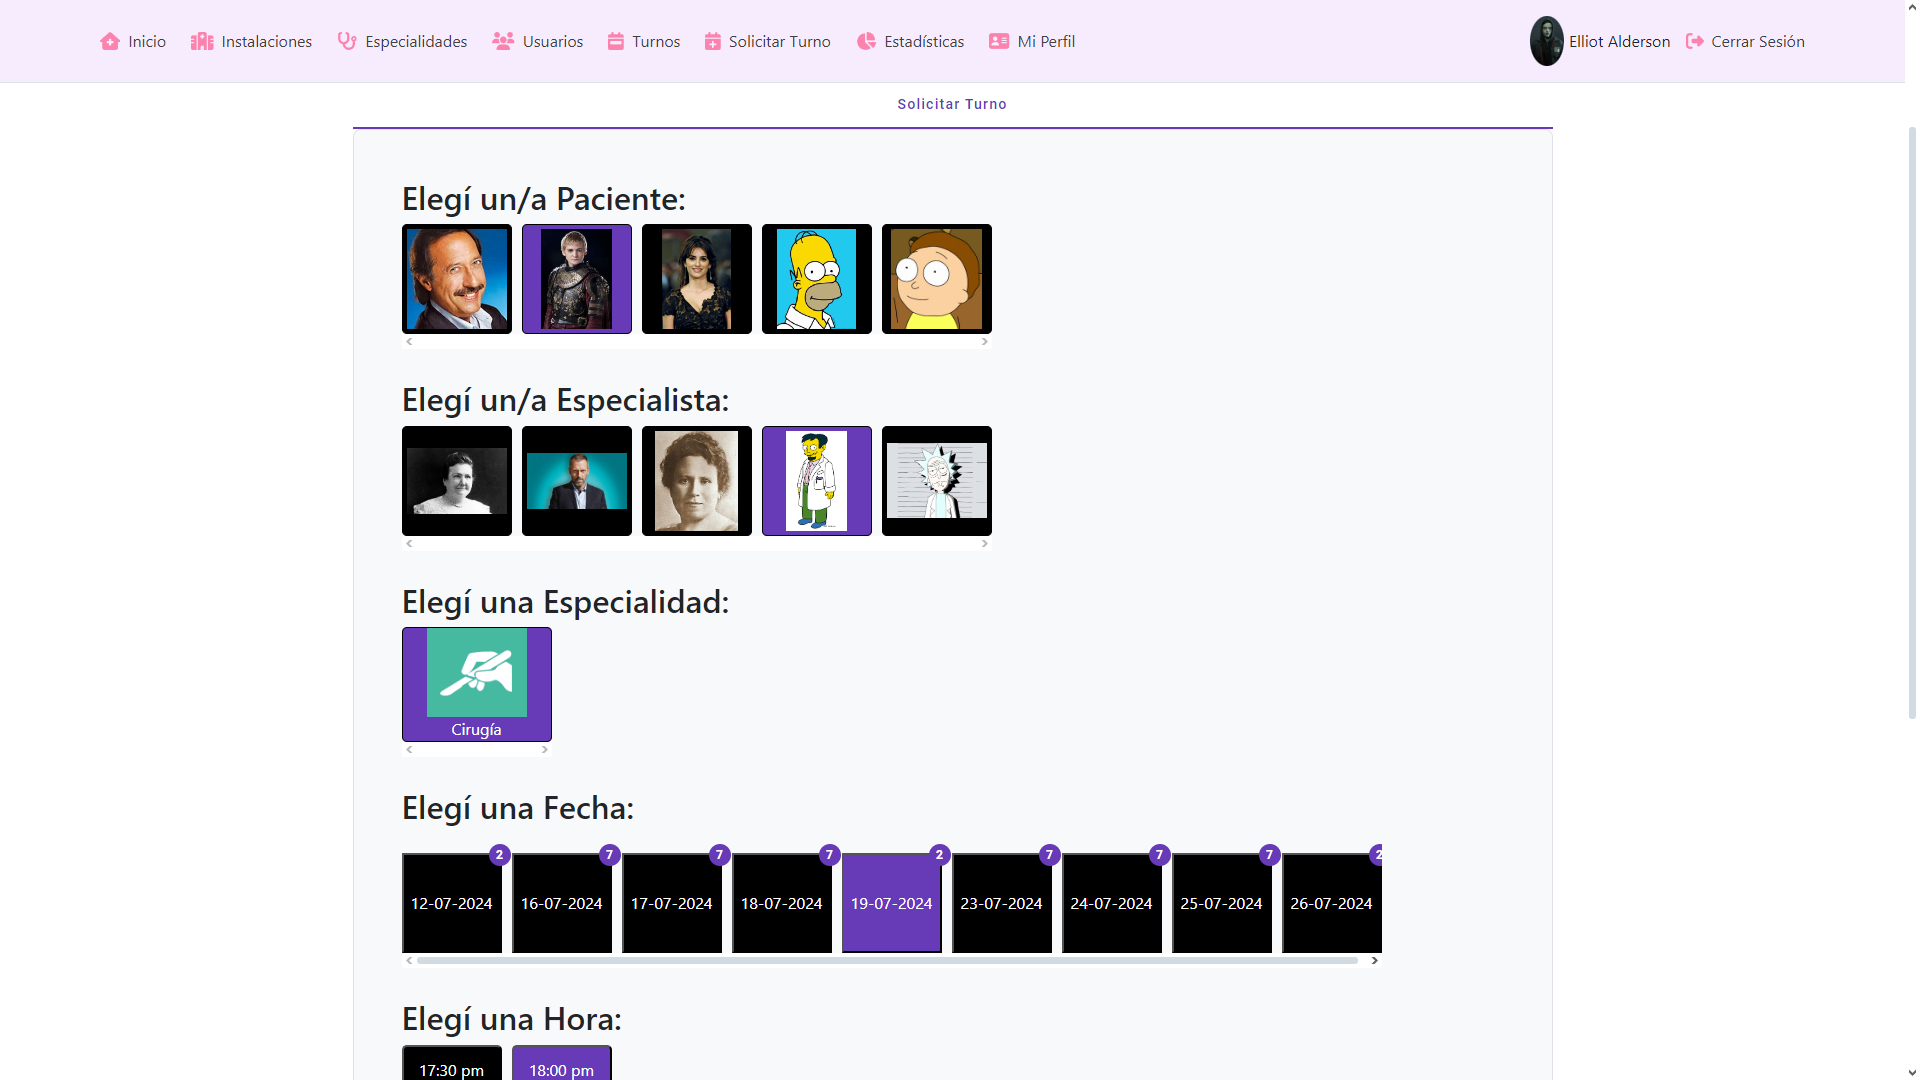 Inicio Instalaciones Especialidades Usuarios Turnos Solicitar Turno Estadísticas Mi Perfil Elliot Alderson Cerrar Sesión
Solicitar Turno
Elegí un/a Paciente:
Elegí un/a Especialista:
Elegí una Especialidad:
Cirugía
Elegí una Fecha:
2 7 7 7 2 7 7 7 2
12-07-2024 16-07-2024 17-07-2024 18-07-2024 19-07-2024 23-07-2024 24-07-2024 25-07-2024 26-07-2024
Elegí una Hora:
17:30 pm 18:00 pm